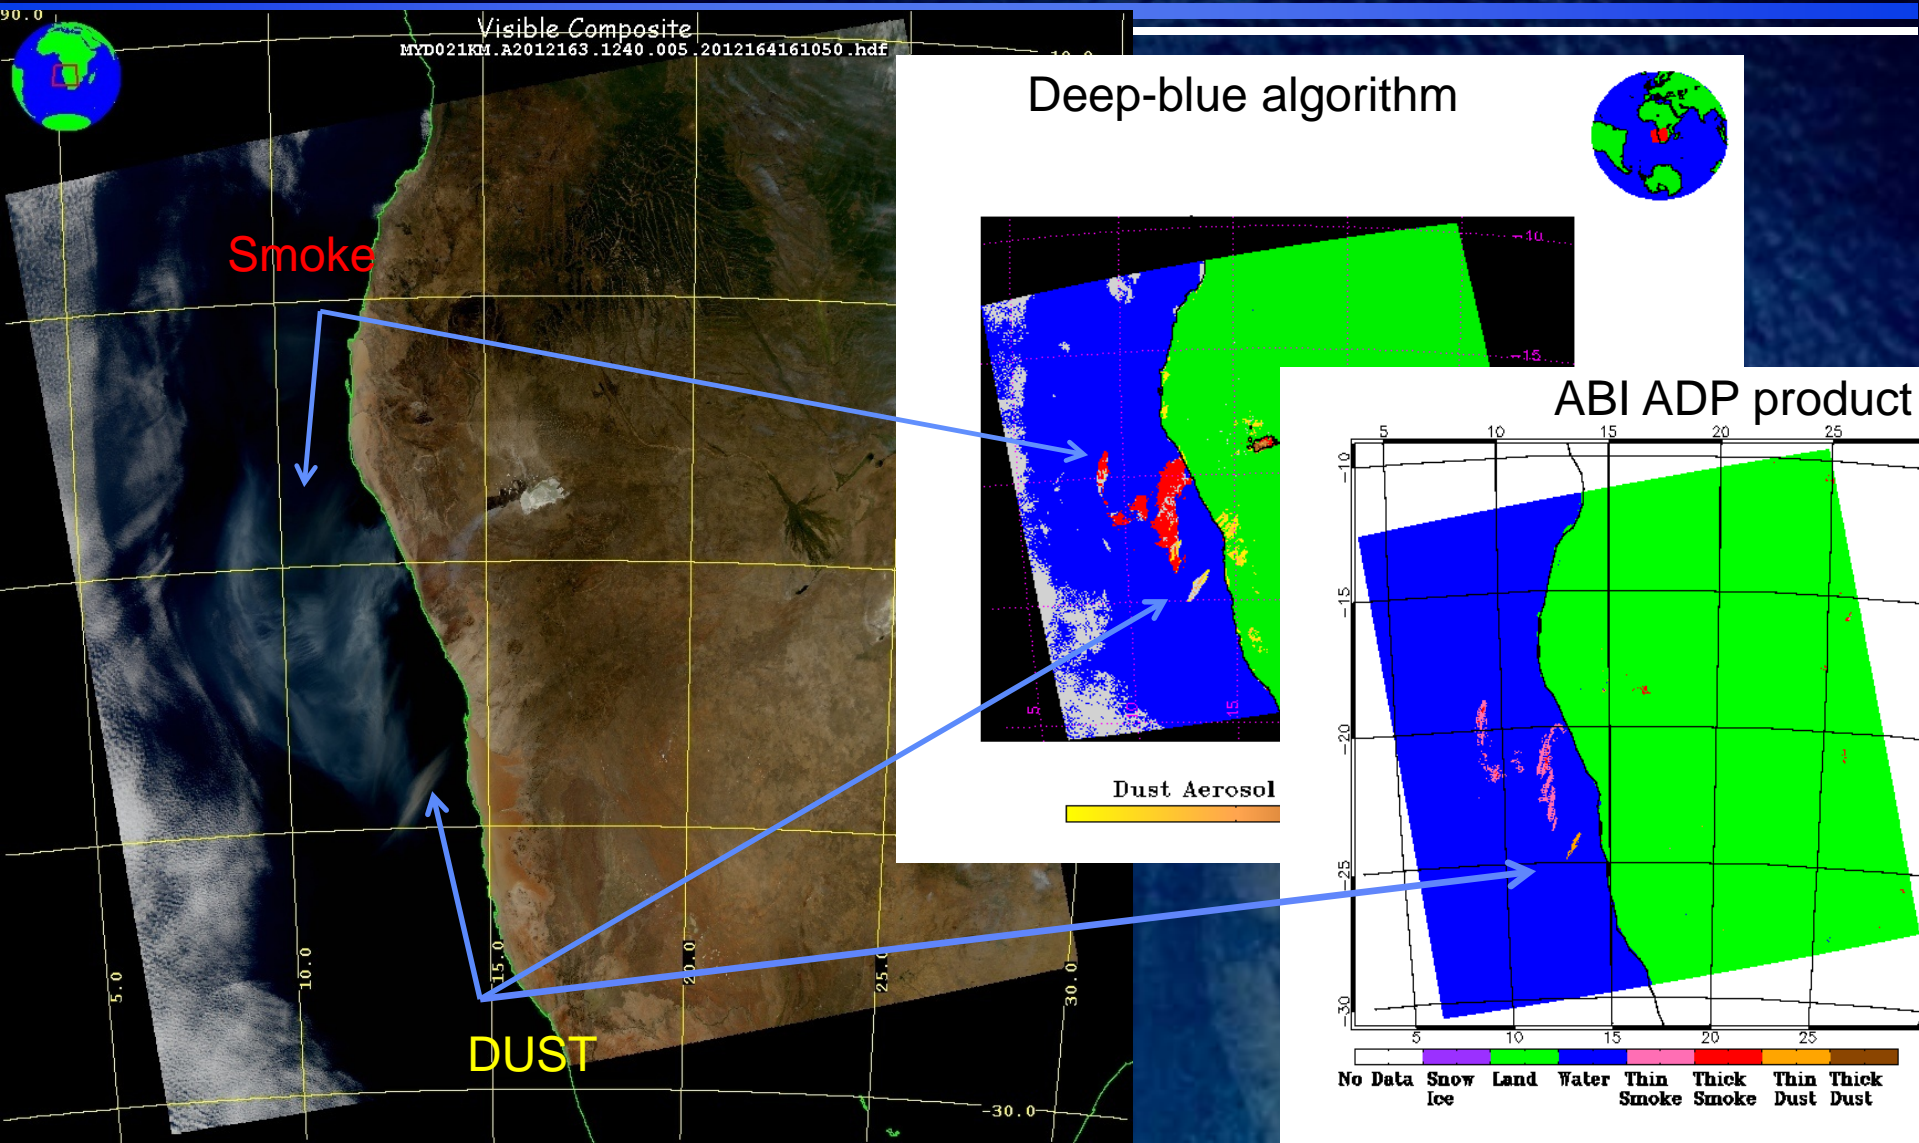 90.0
Visible Composite
MYD021KM.A2012163.1240.005.2012164161050.hdf
-10.0
Smoke
DUST
5.0
10.0
15.0
20.0
25.0
30.0
-30.0
Deep-blue algorithm
-10
-15
5
10
15
Dust Aerosol
ABI ADP product
5 10 15 20 25
-10
-15
-20
-25
-30
5 10 15 20 25
No Data Snow Ice Land Water Thin Smoke Thick Smoke Thin Dust Thick Dust